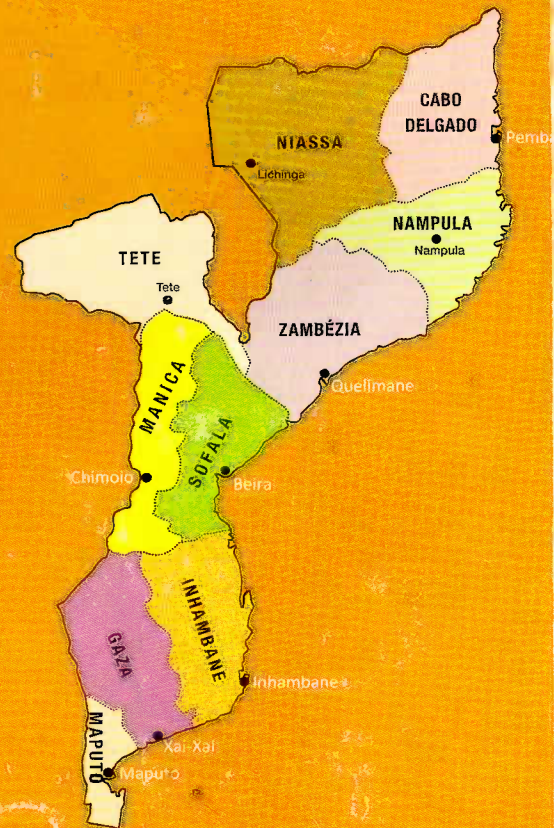 CABO
DELGADO
Pemba
NIASSA
Lichinga
NAMPULA
Nampula
TETE
Tete
ZAMBÉZIA
Quelimane
MANICA
SOFALA
Chimoio
Beira
INHAMBANE
GAZA
Inhambane
MAPUTO
Xai-Xai
Maputo